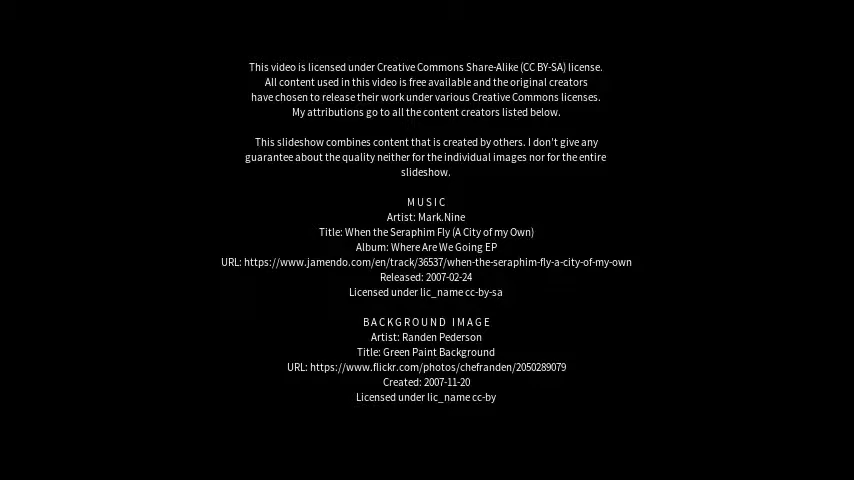 This video is licensed under Creative Commons Share-Alike (CC BY-SA) license.
All content used in this video is free available and the original creators
have chosen to release their work under various Creative Commons licenses.
My attributions go to all the content creators listed below.
This slideshow combines content that is created by others. I don't give any
guarantee about the quality neither for the individual images nor for the entire
slideshow.
M U S I C
Artist: Mark.Nine
Title: When the Seraphim Fly (A City of my Own)
Album: Where Are We Going EP
URL: https://www.jamendo.com/en/track/36537/when-the-seraphim-fly-a-city-of-my-own
Released: 2007-02-24
Licensed under lic_name cc-by-sa
B A C K G R O U N D   I M A G E
Artist: Randen Pederson
Title: Green Paint Background
URL: https://www.flickr.com/photos/chefranden/2050289079
Created: 2007-11-20
Licensed under lic_name cc-by